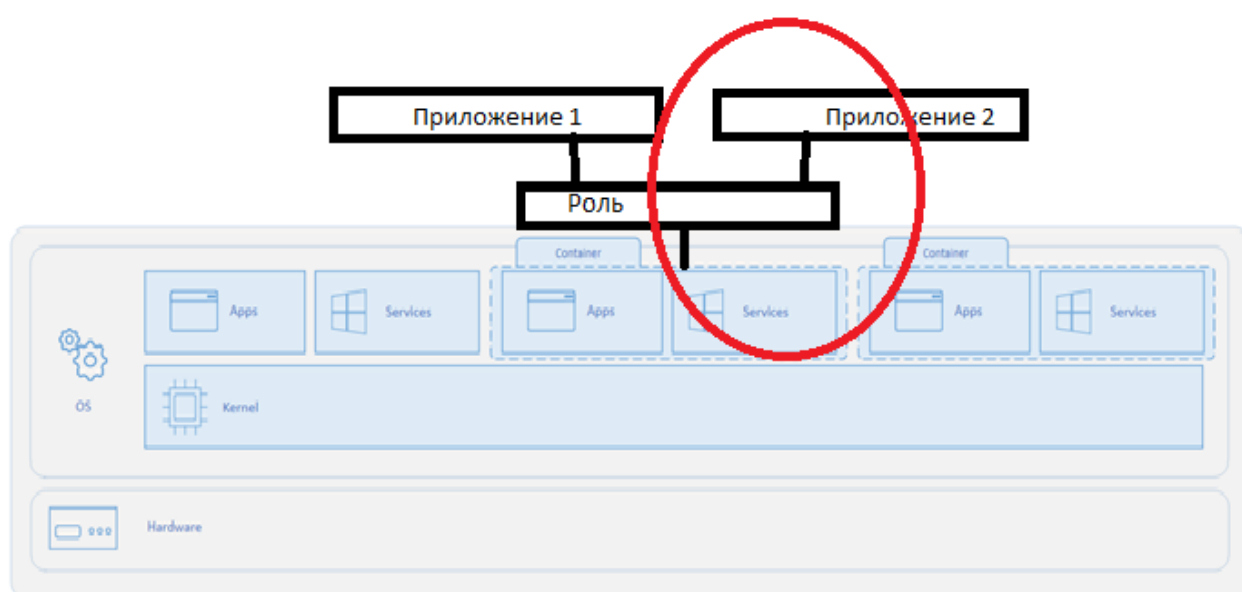 Приложение 1
Приложение 2
Роль
Container
Container
Apps
Services
Apps
Services
Apps
Services
OS
Kernel
Hardware